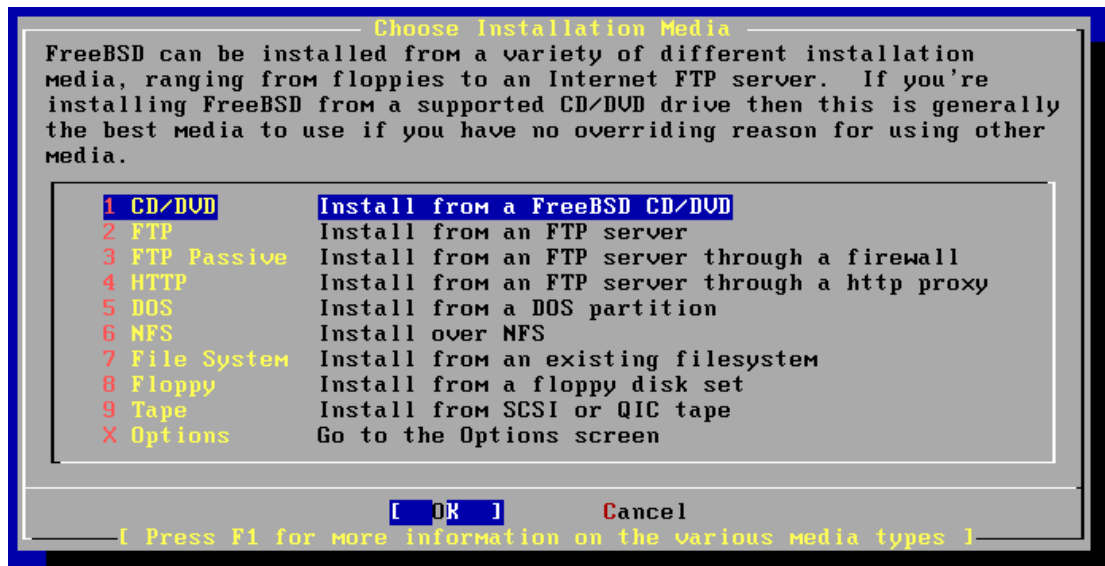 Choose Installation Media
FreeBSD can be installed from a variety of different installation
media, ranging from floppies to an Internet FTP server.  If you're
installing FreeBSD from a supported CD/DVD drive then this is generally
the best media to use if you have no overriding reason for using other
media.
1 CD/DVD Install from a FreeBSD CD/DVD
2 FTP Install from an FTP server
3 FTP Passive Install from an FTP server through a firewall
4 HTTP Install from an FTP server through a http proxy
5 DOS Install from a DOS partition
6 NFS Install over NFS
7 File System Install from an existing filesystem
8 Floppy Install from a floppy disk set
9 Tape Install from SCSI or QIC tape
X Options Go to the Options screen
[ OK ] Cancel
[ Press F1 for more information on the various media types ]